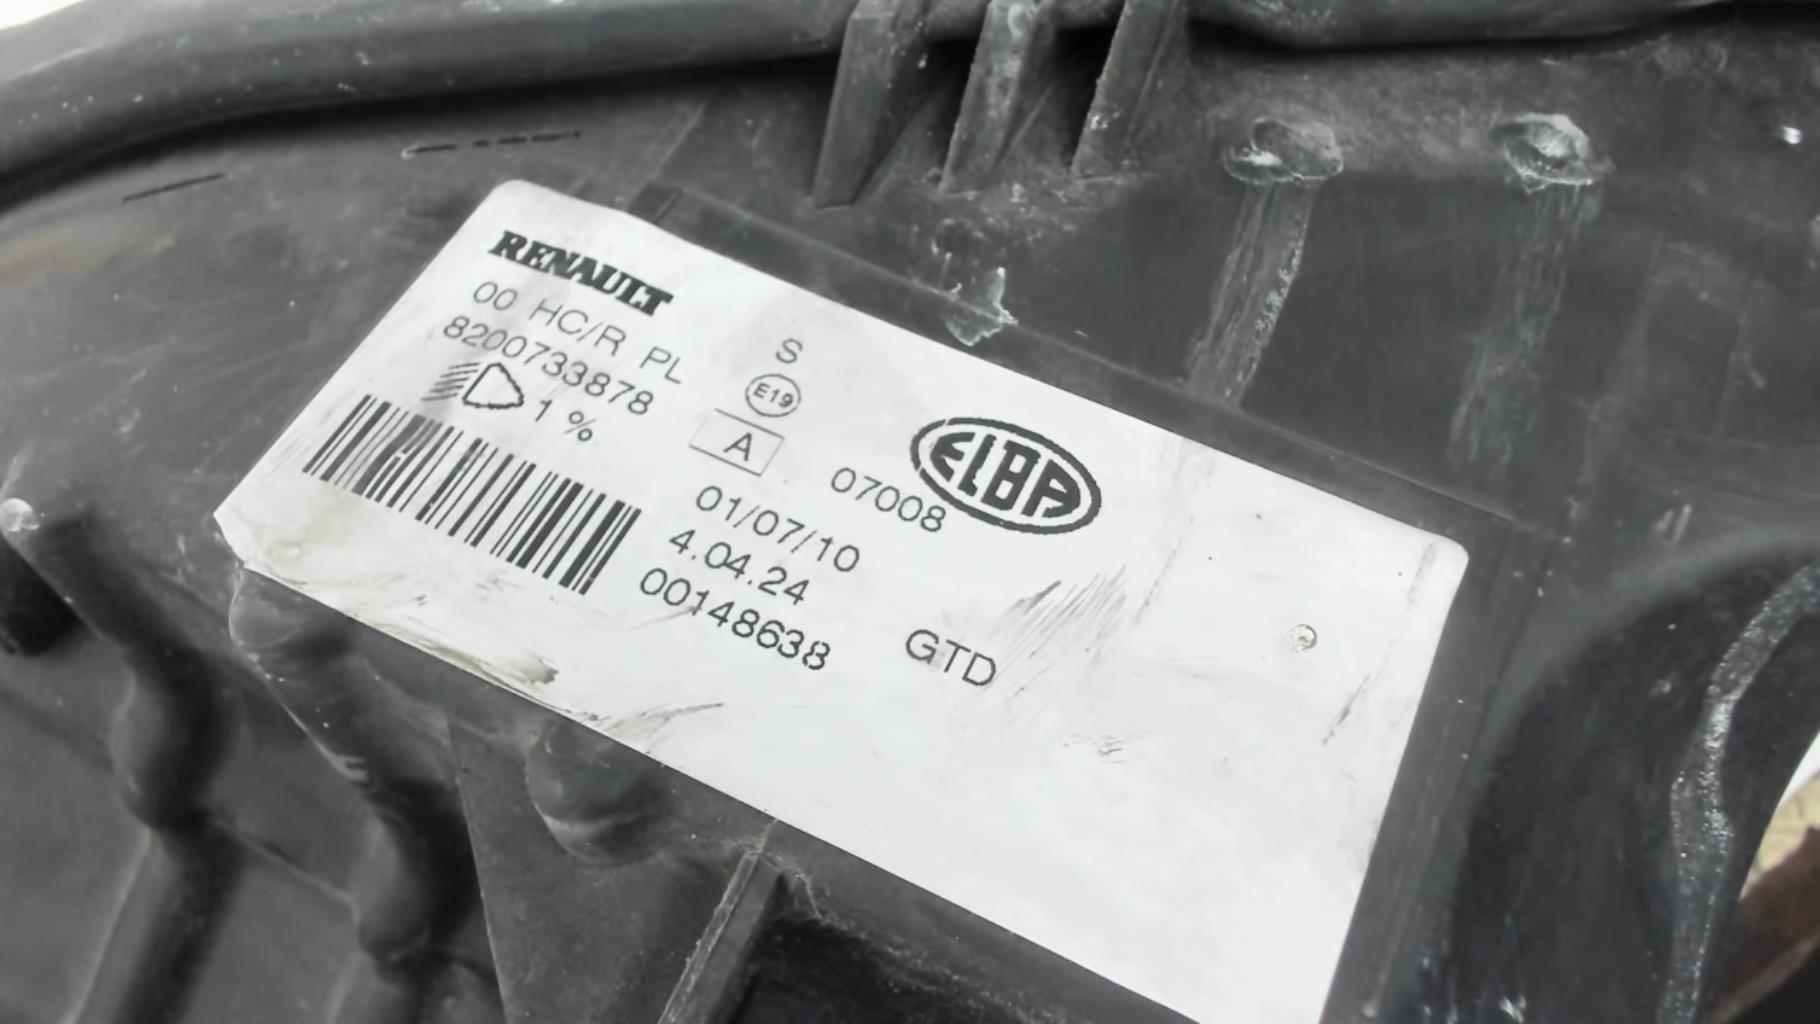 RENAULT
00 HC/R PL
8200733878
1 %
S
E19
A
07008
ELBA
01/07/10
4.04.24
00148638
GTD